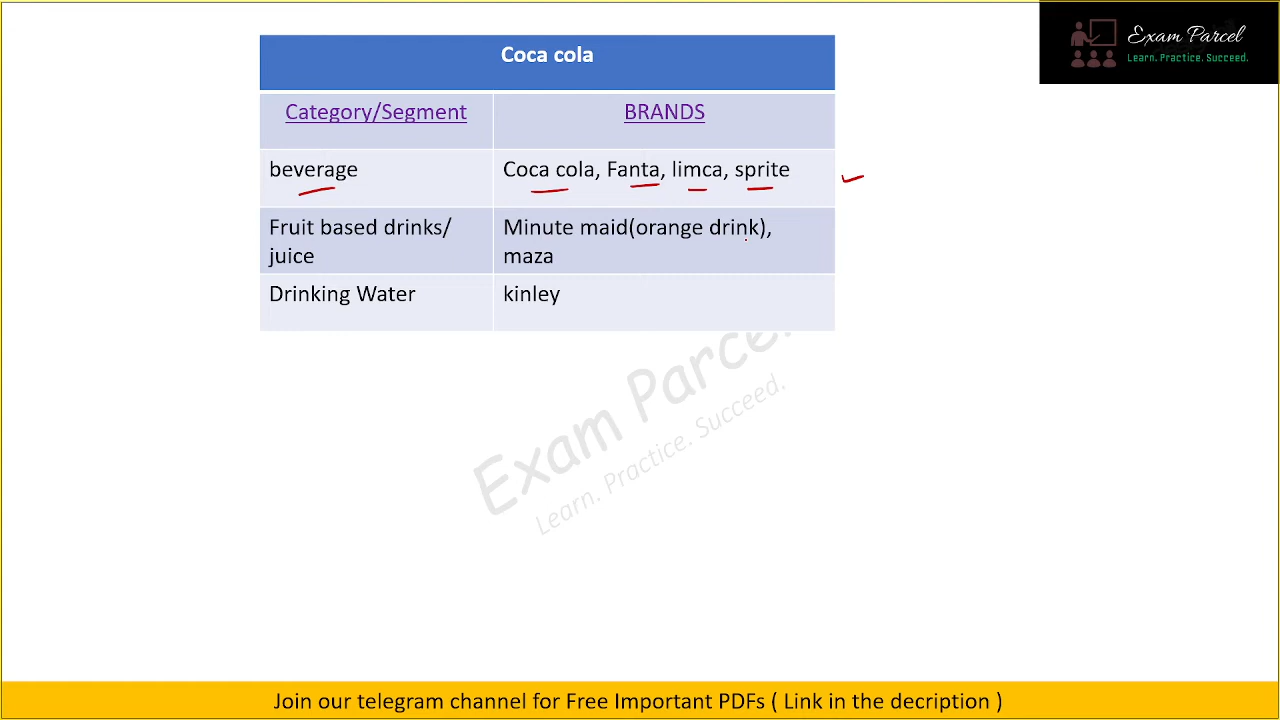 Exam Parcel
Learn. Practice. Succeed.
Coca cola
Category/Segment
BRANDS
beverage
Coca cola, Fanta, limca, sprite
Fruit based drinks/
juice
Minute maid(orange drink),
maza
Drinking Water
kinley
Exam Parcel
Learn. Practice. Succeed.
Join our telegram channel for Free Important PDFs ( Link in the decription )